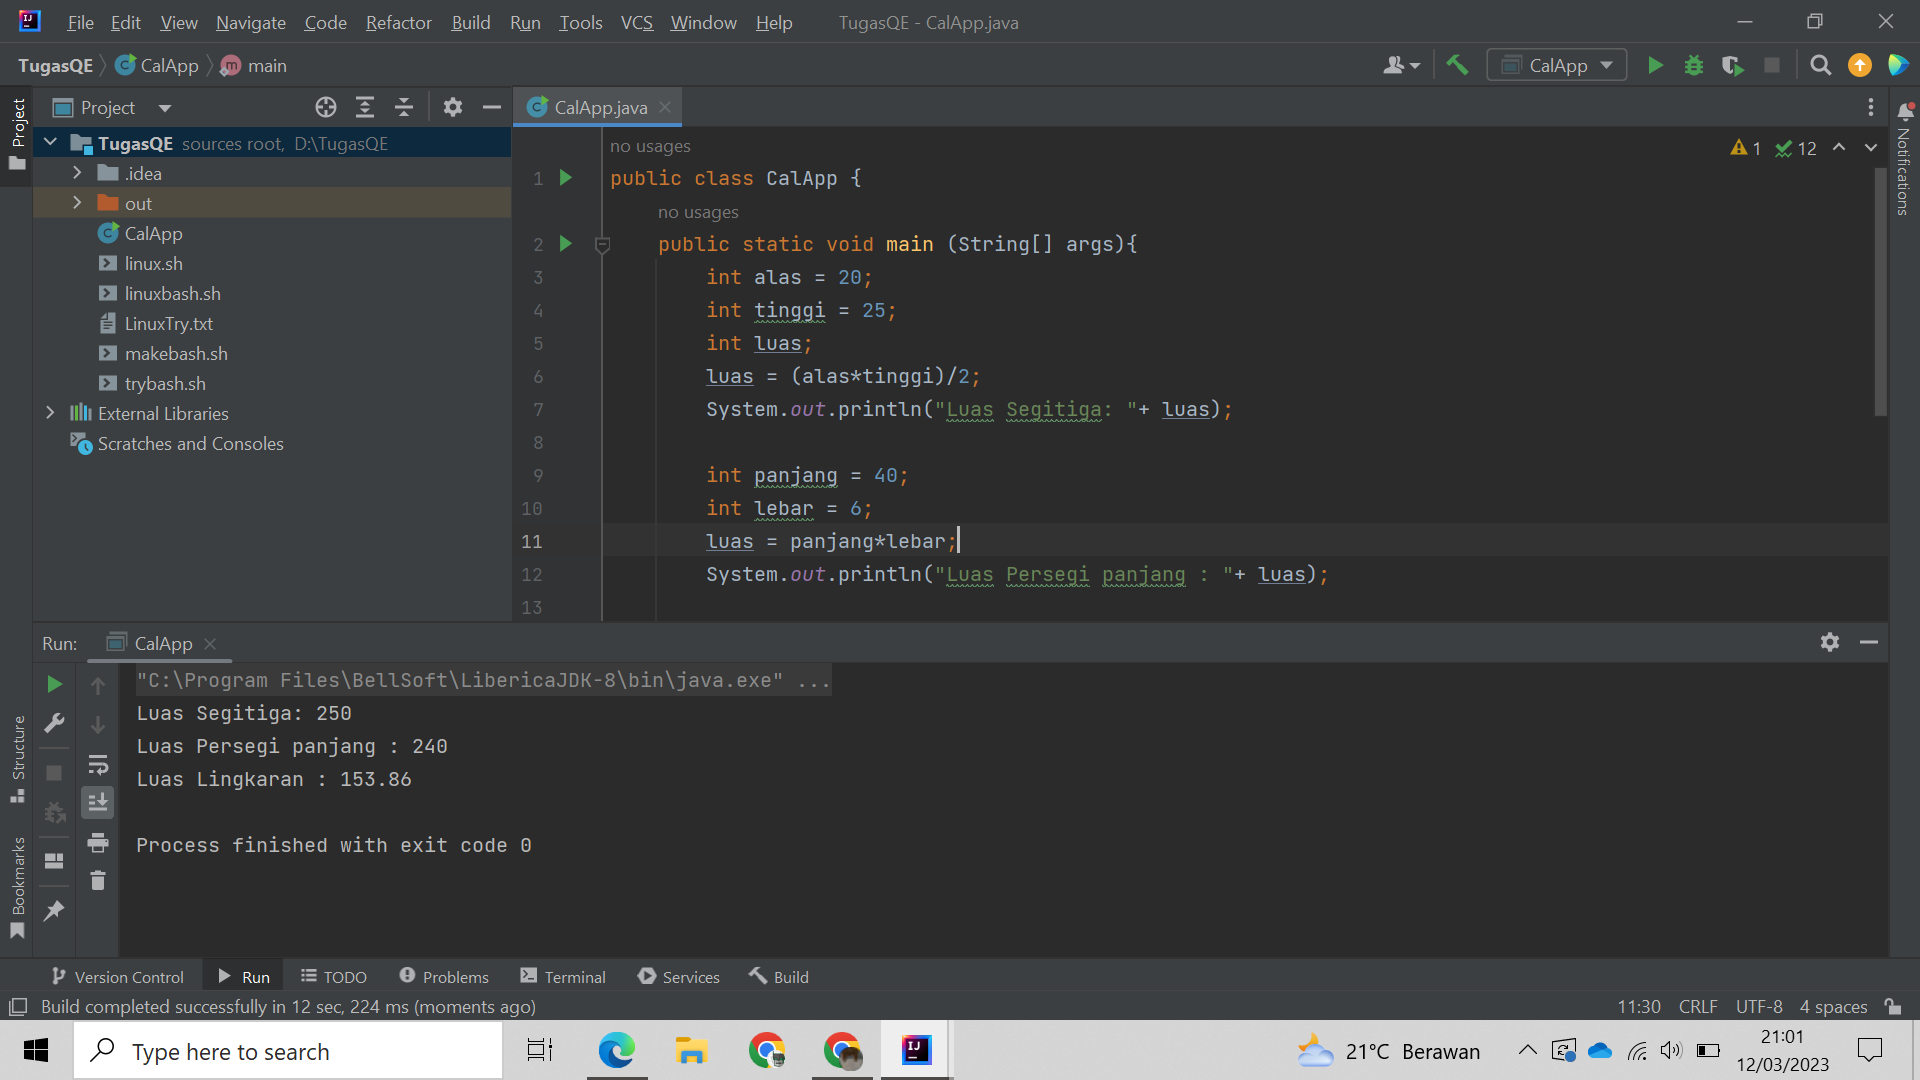 File Edit View Navigate Code Refactor Build Run Tools VCS Window Help TugasQE - CalApp.java
TugasQE CalApp main CalApp
Project
Project
CalApp.java
TugasQE sources root, D:\TugasQE
.idea
out
CalApp
linux.sh
linuxbash.sh
LinuxTry.txt
makebash.sh
trybash.sh
External Libraries
Scratches and Consoles
no usages
1 12
1 public class CalApp {
no usages
2 public static void main (String[] args){
3 int alas = 20;
4 int tinggi = 25;
5 int luas;
6 luas = (alas*tinggi)/2;
7 System.out.println("Luas Segitiga: "+ luas);
8
9 int panjang = 40;
10 int lebar = 6;
11 luas = panjang*lebar;
12 System.out.println("Luas Persegi panjang : "+ luas);
13
Notifications
Run: CalApp
"C:\Program Files\BellSoft\LibericaJDK-8\bin\java.exe" ...
Luas Segitiga: 250
Luas Persegi panjang : 240
Luas Lingkaran : 153.86
Process finished with exit code 0
Structure
Bookmarks
Version Control Run TODO Problems Terminal Services Build
Build completed successfully in 12 sec, 224 ms (moments ago) 11:30 CRLF UTF-8 4 spaces
Type here to search
21°C Berawan
21:01
12/03/2023